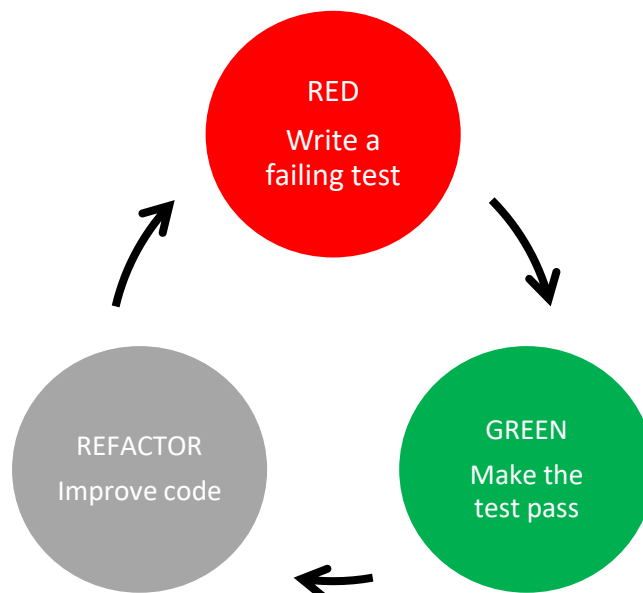 RED
Write a
failing test
GREEN
Make the
test pass
REFACTOR
Improve code